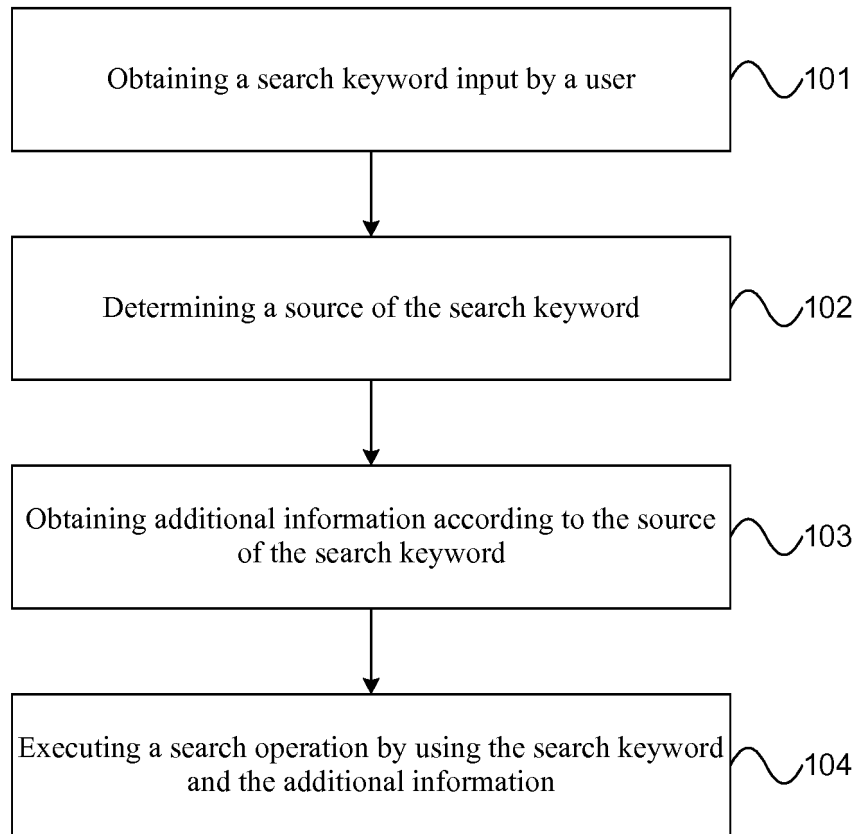 Obtaining a search keyword input by a user
101
Determining a source of the search keyword
102
Obtaining additional information according to the source
of the search keyword
103
Executing a search operation by using the search keyword
and the additional information
104